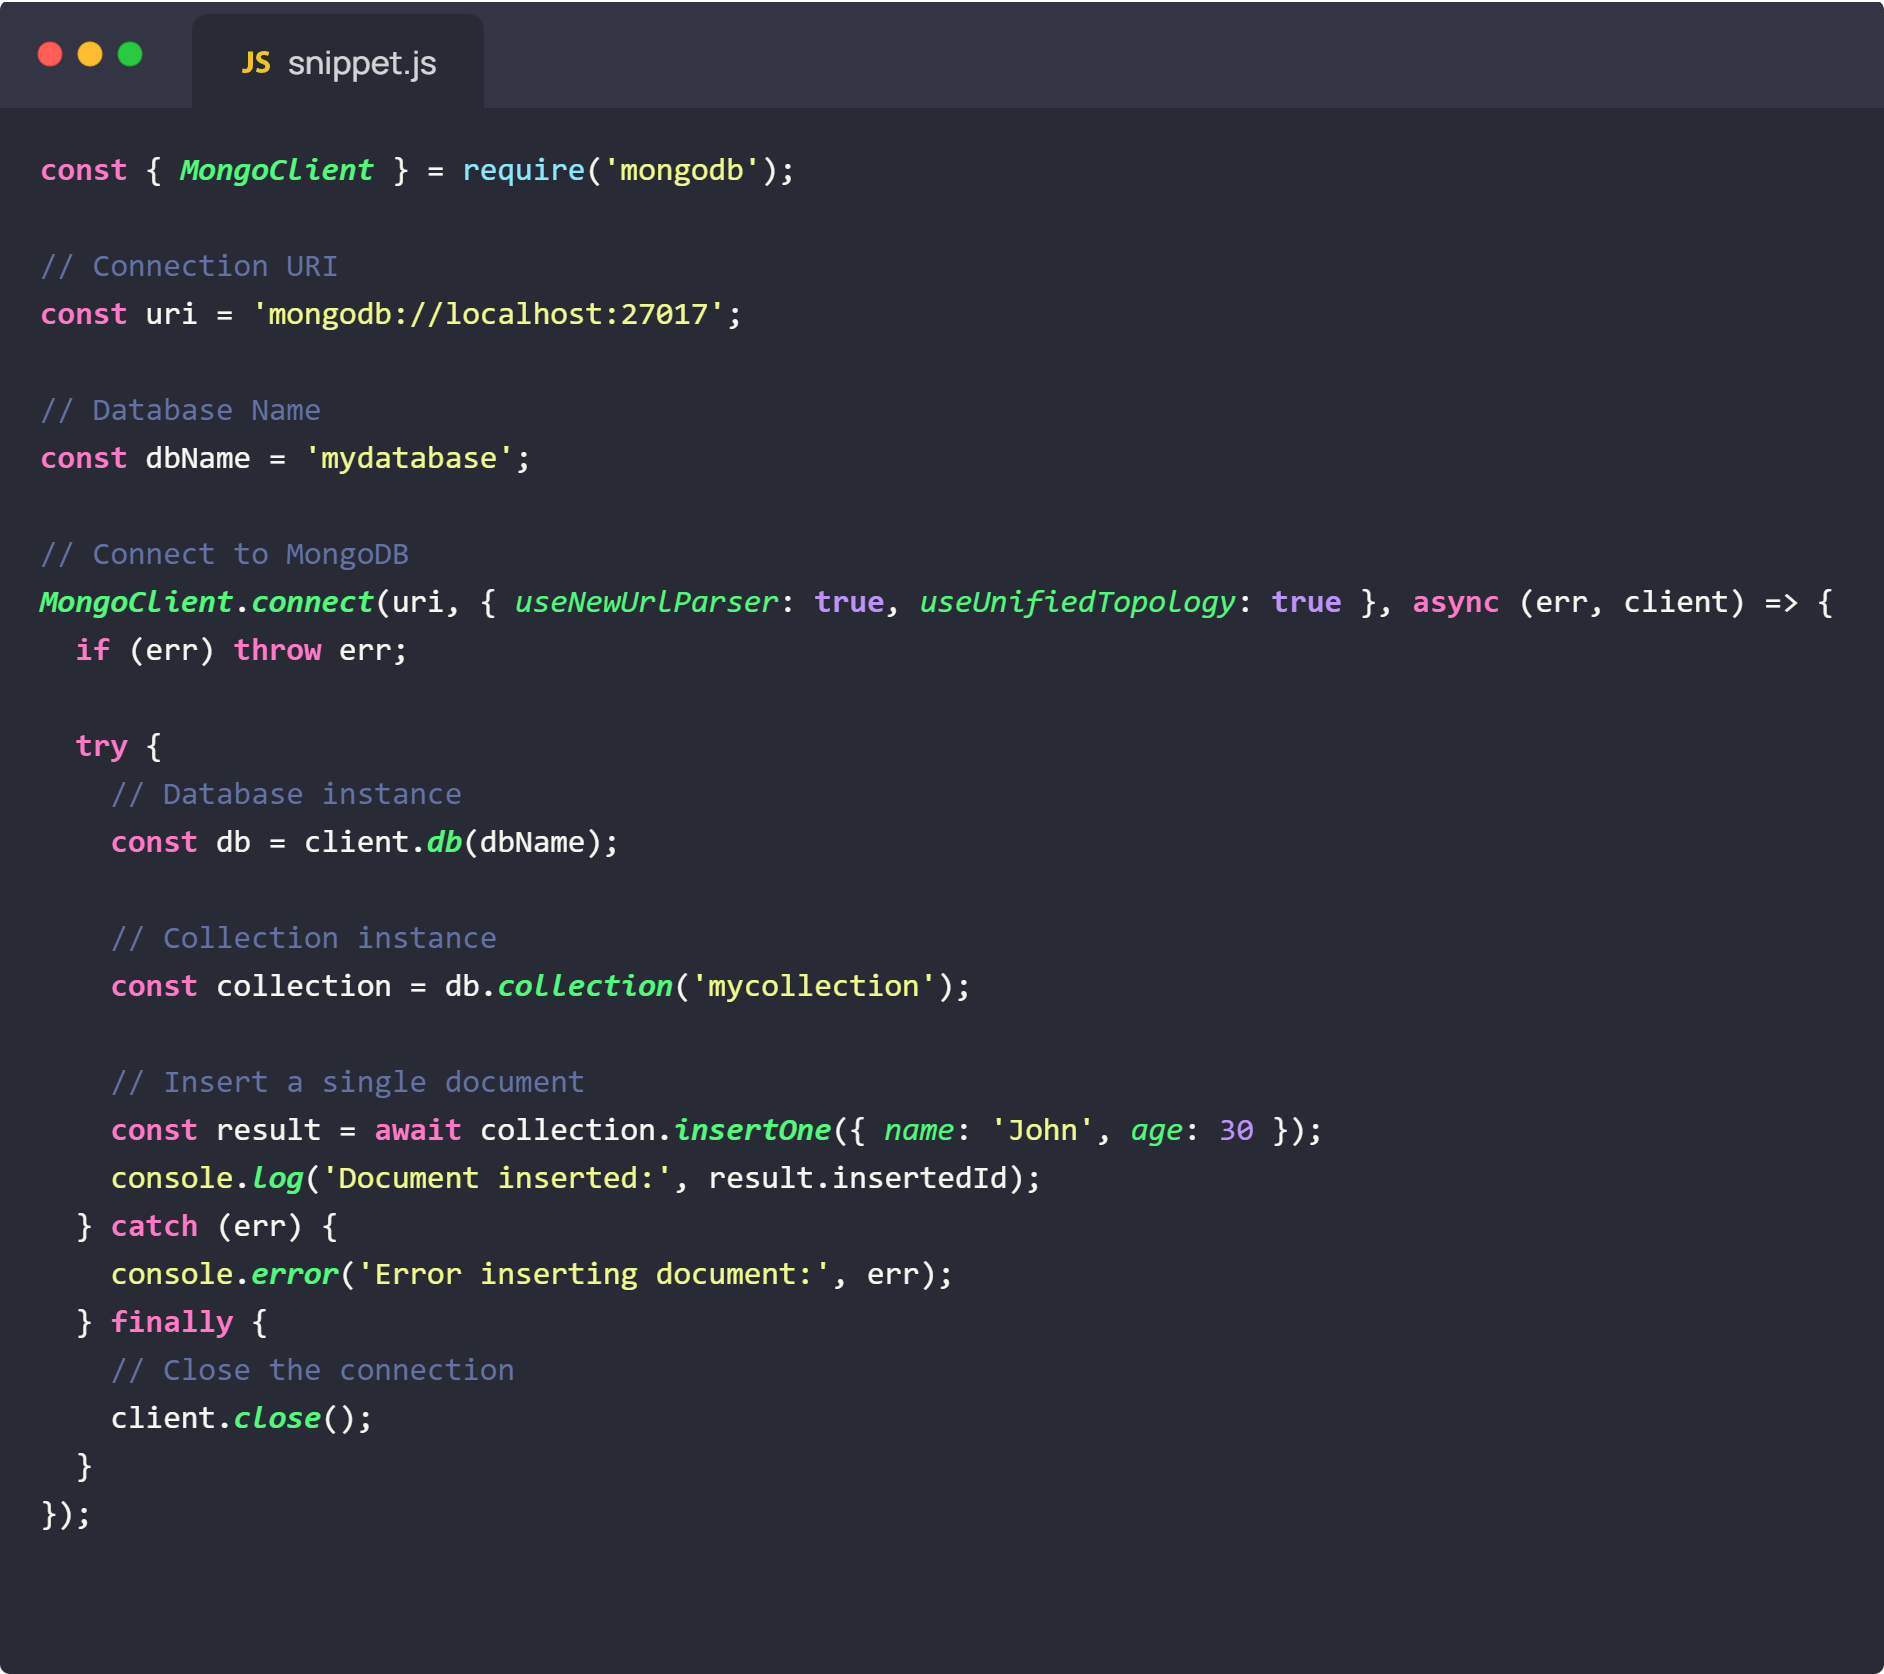 JS snippet.js
const { MongoClient } = require('mongodb');
// Connection URI
const uri = 'mongodb://localhost:27017';
// Database Name
const dbName = 'mydatabase';
// Connect to MongoDB
MongoClient.connect(uri, { useNewUrlParser: true, useUnifiedTopology: true }, async (err, client) => {
  if (err) throw err;
  try {
    // Database instance
    const db = client.db(dbName);
    // Collection instance
    const collection = db.collection('mycollection');
    // Insert a single document
    const result = await collection.insertOne({ name: 'John', age: 30 });
    console.log('Document inserted:', result.insertedId);
  } catch (err) {
    console.error('Error inserting document:', err);
  } finally {
    // Close the connection
    client.close();
  }
});